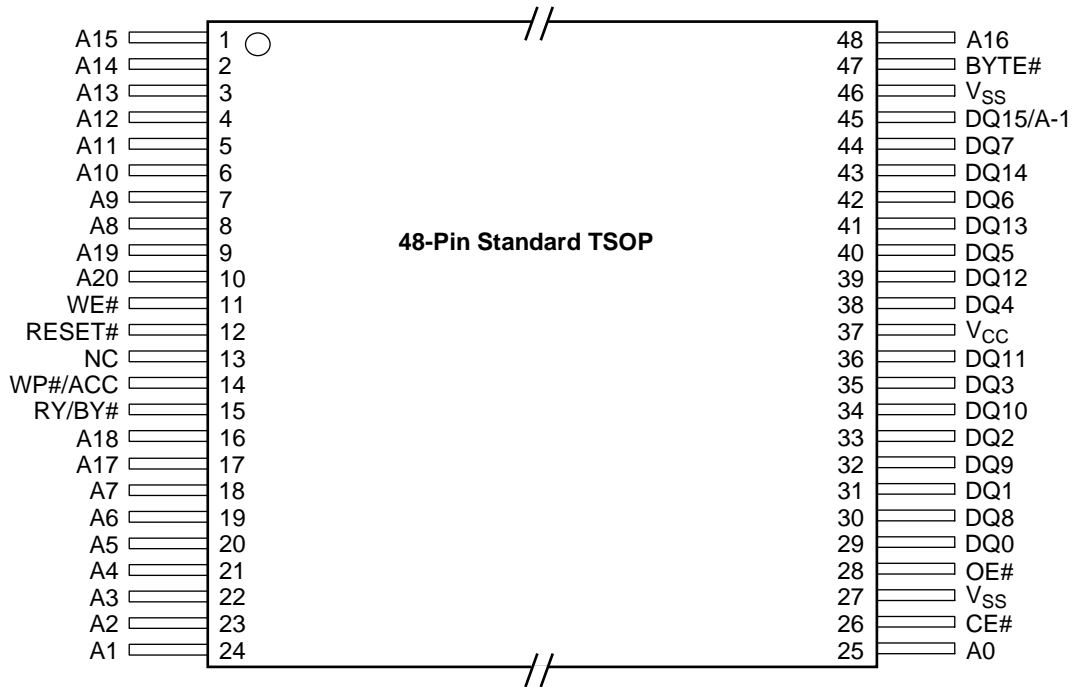 A15 1 48 A16
A14 2 47 BYTE#
A13 3 46 VSS
A12 4 45 DQ15/A-1
A11 5 44 DQ7
A10 6 43 DQ14
A9 7 42 DQ6
A8 8 41 DQ13
48-Pin Standard TSOP
A19 9 40 DQ5
A20 10 39 DQ12
WE# 11 38 DQ4
RESET# 12 37 VCC
NC 13 36 DQ11
WP#/ACC 14 35 DQ3
RY/BY# 15 34 DQ10
A18 16 33 DQ2
A17 17 32 DQ9
A7 18 31 DQ1
A6 19 30 DQ8
A5 20 29 DQ0
A4 21 28 OE#
A3 22 27 VSS
A2 23 26 CE#
A1 24 25 A0